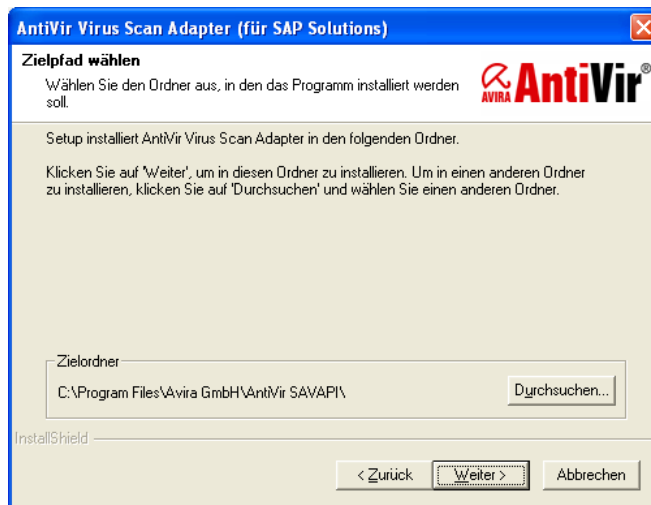 AntiVir Virus Scan Adapter (für SAP Solutions)
Zielpfad wählen
Wählen Sie den Ordner aus, in den das Programm installiert werden
soll.
AVIRA AntiVir®
Setup installiert AntiVir Virus Scan Adapter in den folgenden Ordner.
Klicken Sie auf 'Weiter', um in diesen Ordner zu installieren. Um in einen anderen Ordner
zu installieren, klicken Sie auf 'Durchsuchen' und wählen Sie einen anderen Ordner.
Zielordner
C:\Program Files\Avira GmbH\AntiVir SAVAPI\
Durchsuchen...
InstallShield
< Zurück
Weiter >
Abbrechen